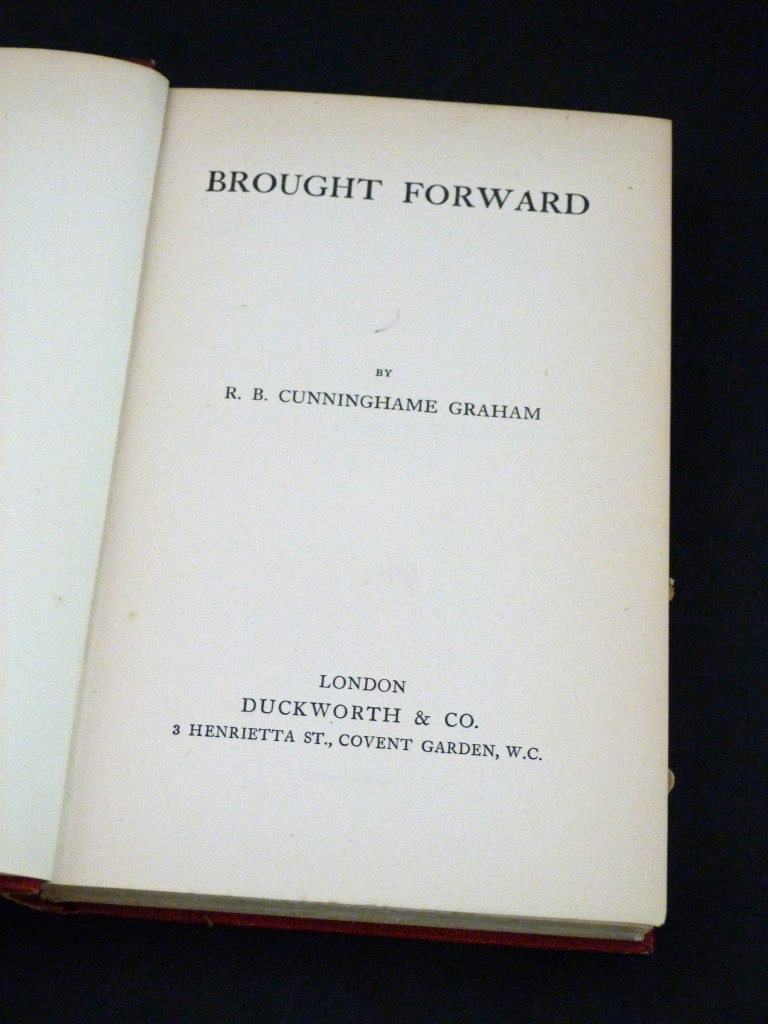 BROUGHT FORWARD
BY
R. B. CUNNINGHAME GRAHAM
LONDON
DUCKWORTH & CO.
3 HENRIETTA ST., COVENT GARDEN, W.C.